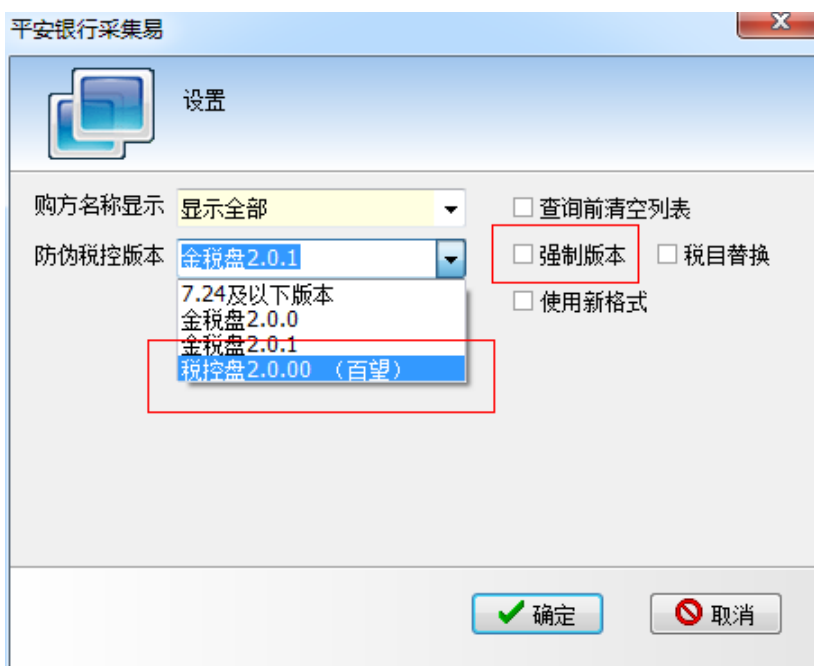 平安银行采集易
设置
购方名称显示 显示全部 查询前清空列表
防伪税控版本 金税盘2.0.1 强制版本 税目替换
7.24及以下版本 使用新格式
金税盘2.0.0
金税盘2.0.1
税控盘2.0.00 （百望）
确定 取消